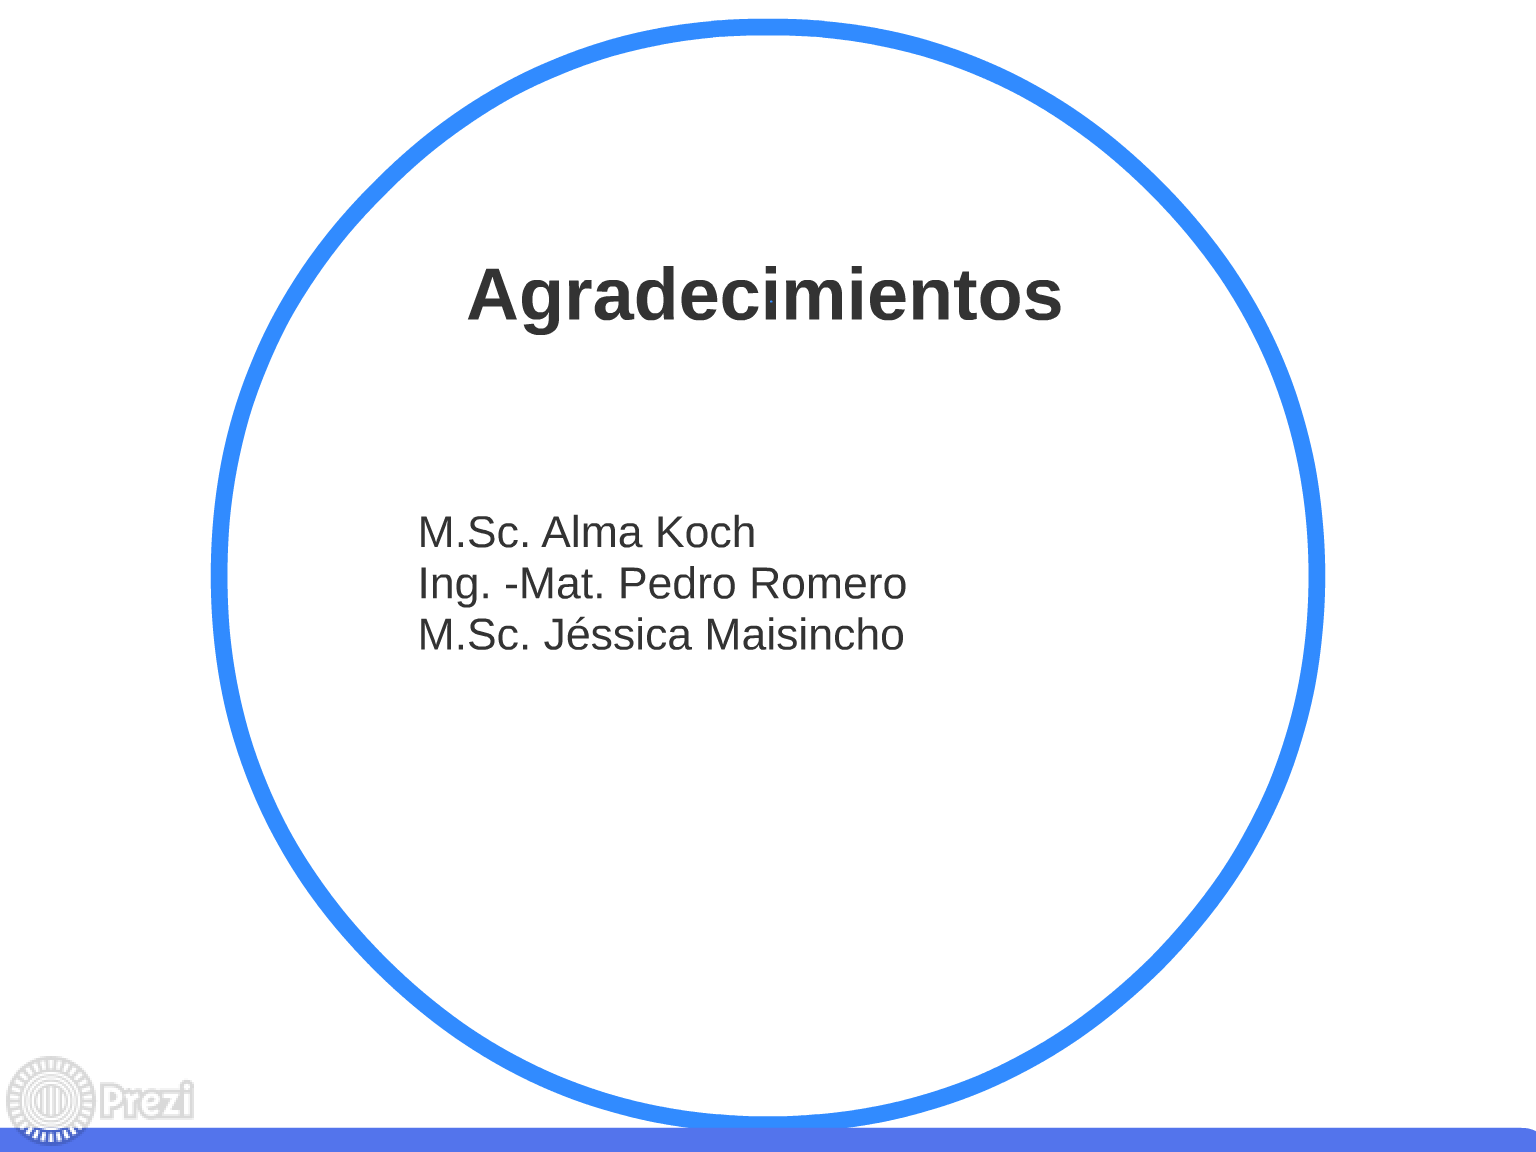 Agradecimientos
M.Sc. Alma Koch
Ing. -Mat. Pedro Romero
M.Sc. Jéssica Maisincho
Prezi